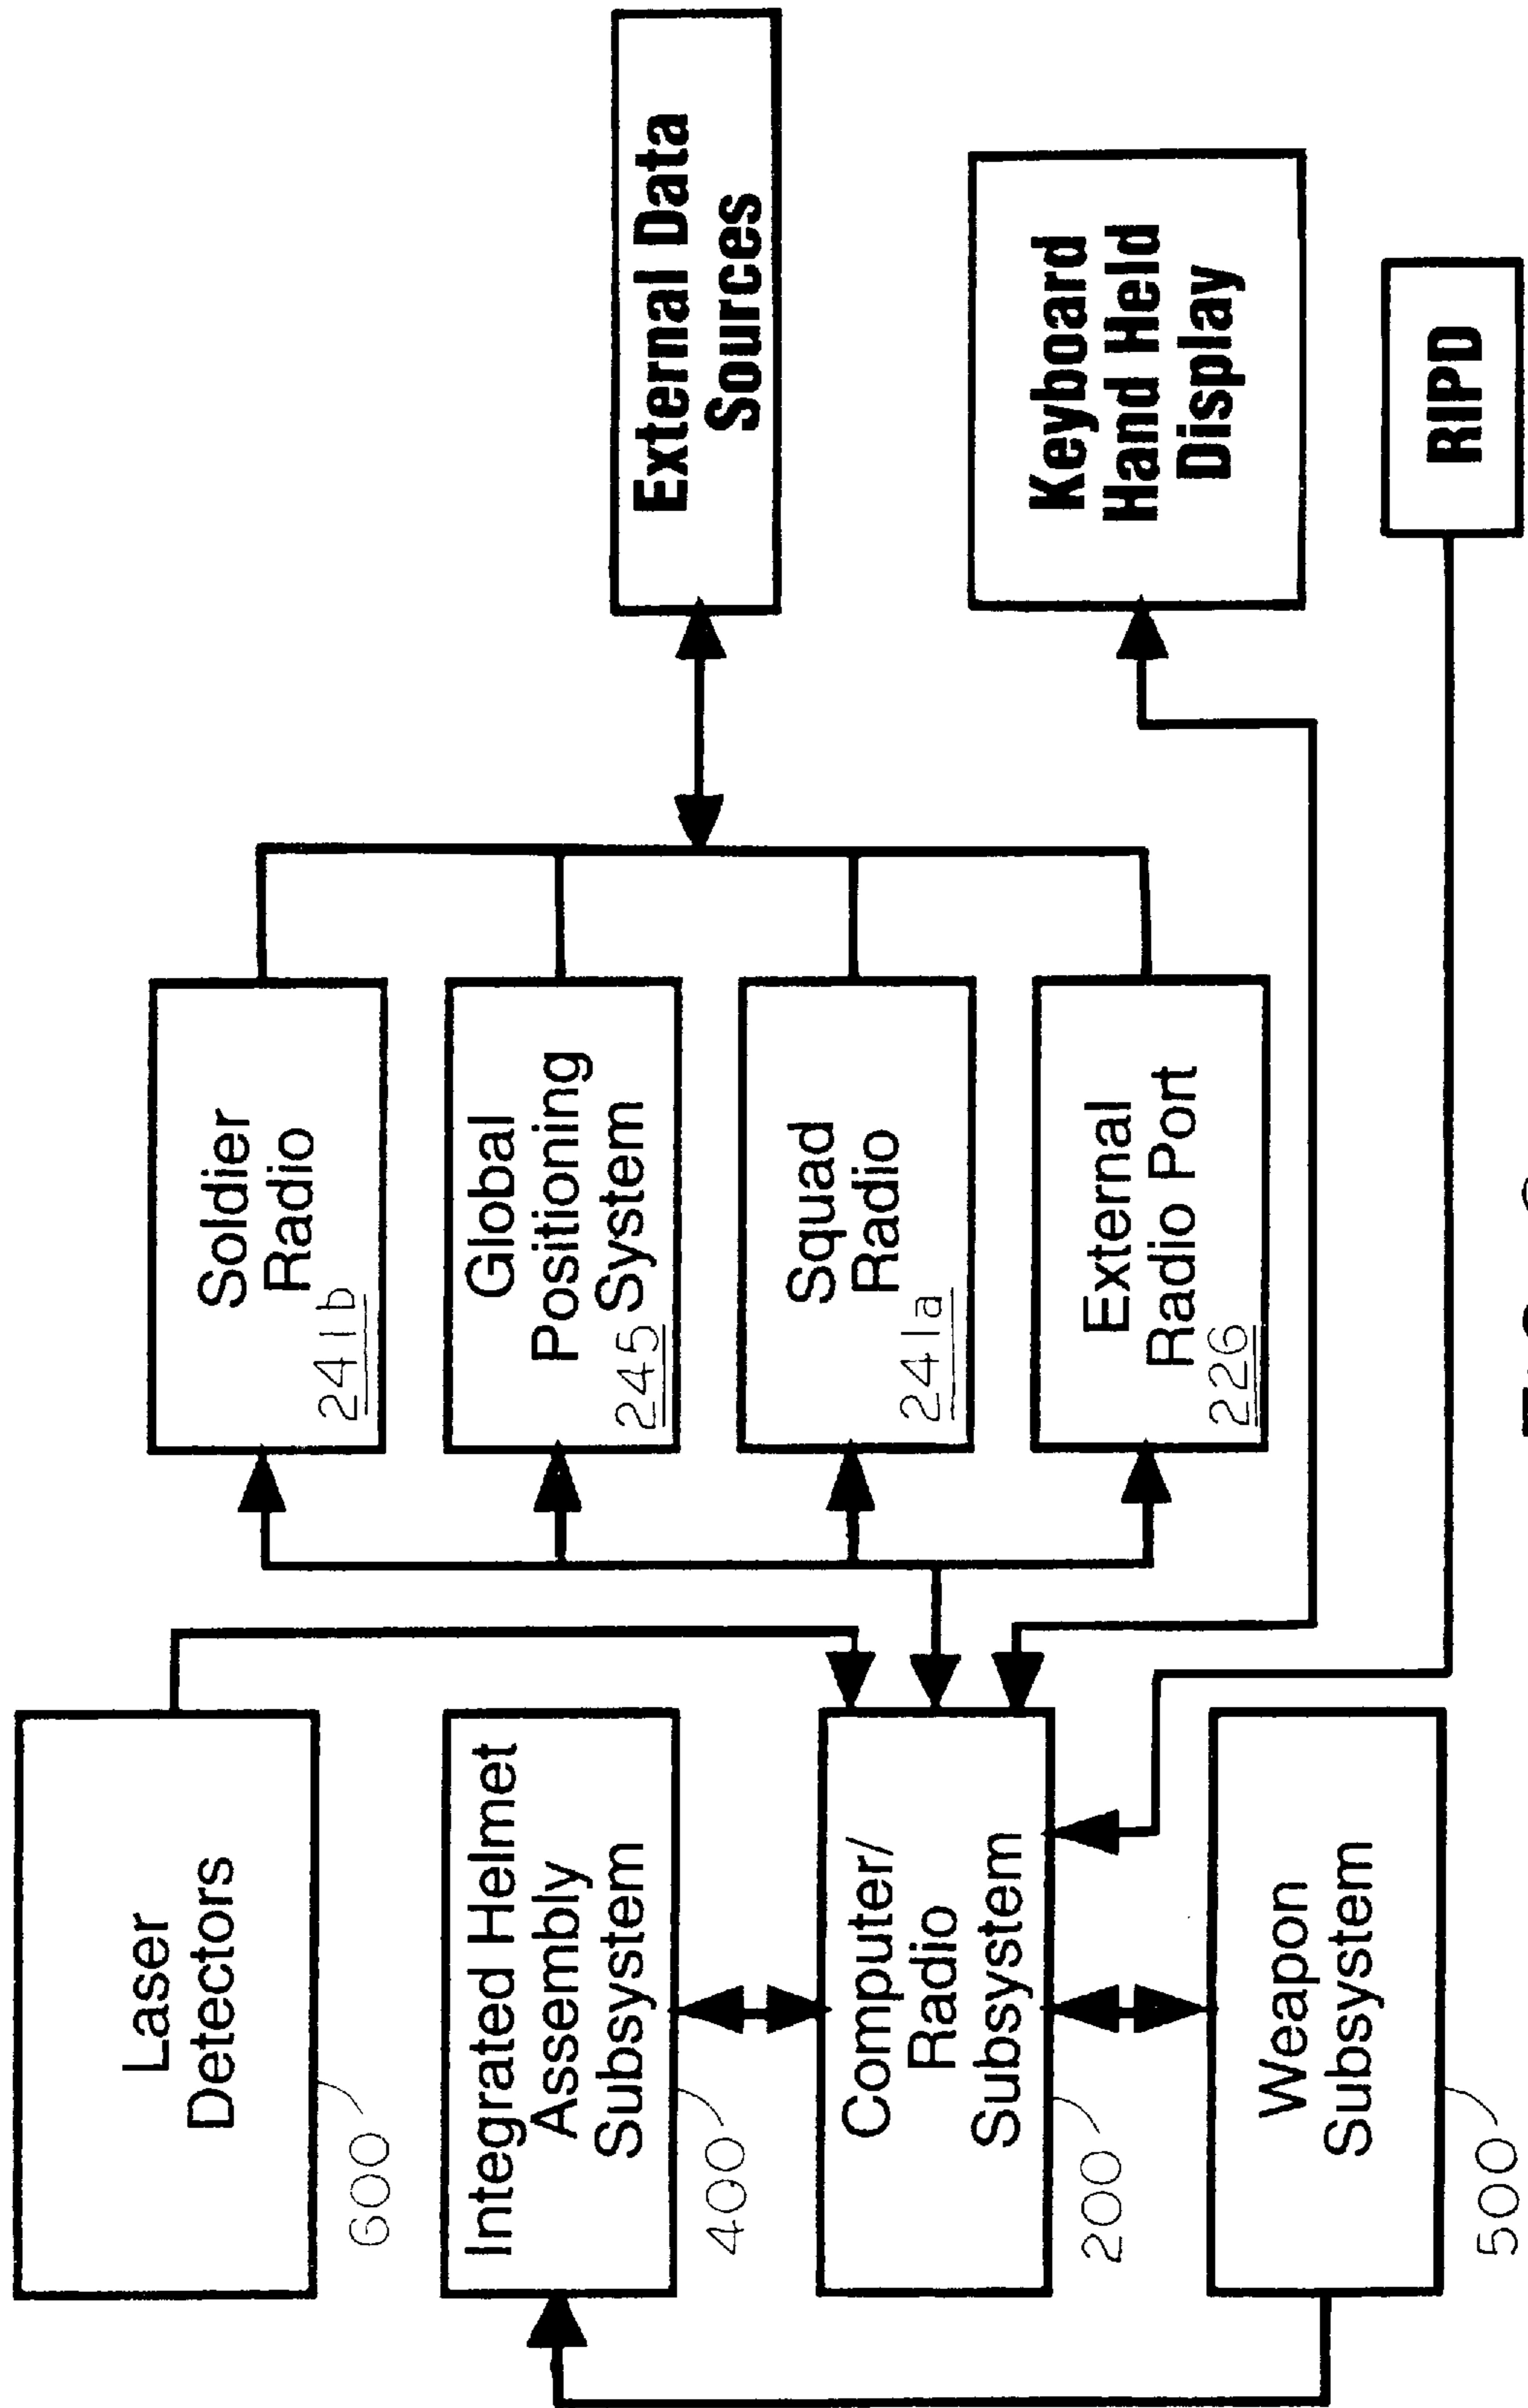 Laser
Detectors
600
Integrated Helmet
Assembly
Subsystem
400
Computer/
Radio
Subsystem
200
Weapon
Subsystem
500
Soldier
Radio
241b
Global
Positioning
245 System
Squad
Radio
241a
External
Radio Port
226
External Data
Sources
Keyboard
Hand Held
Display
RIPD